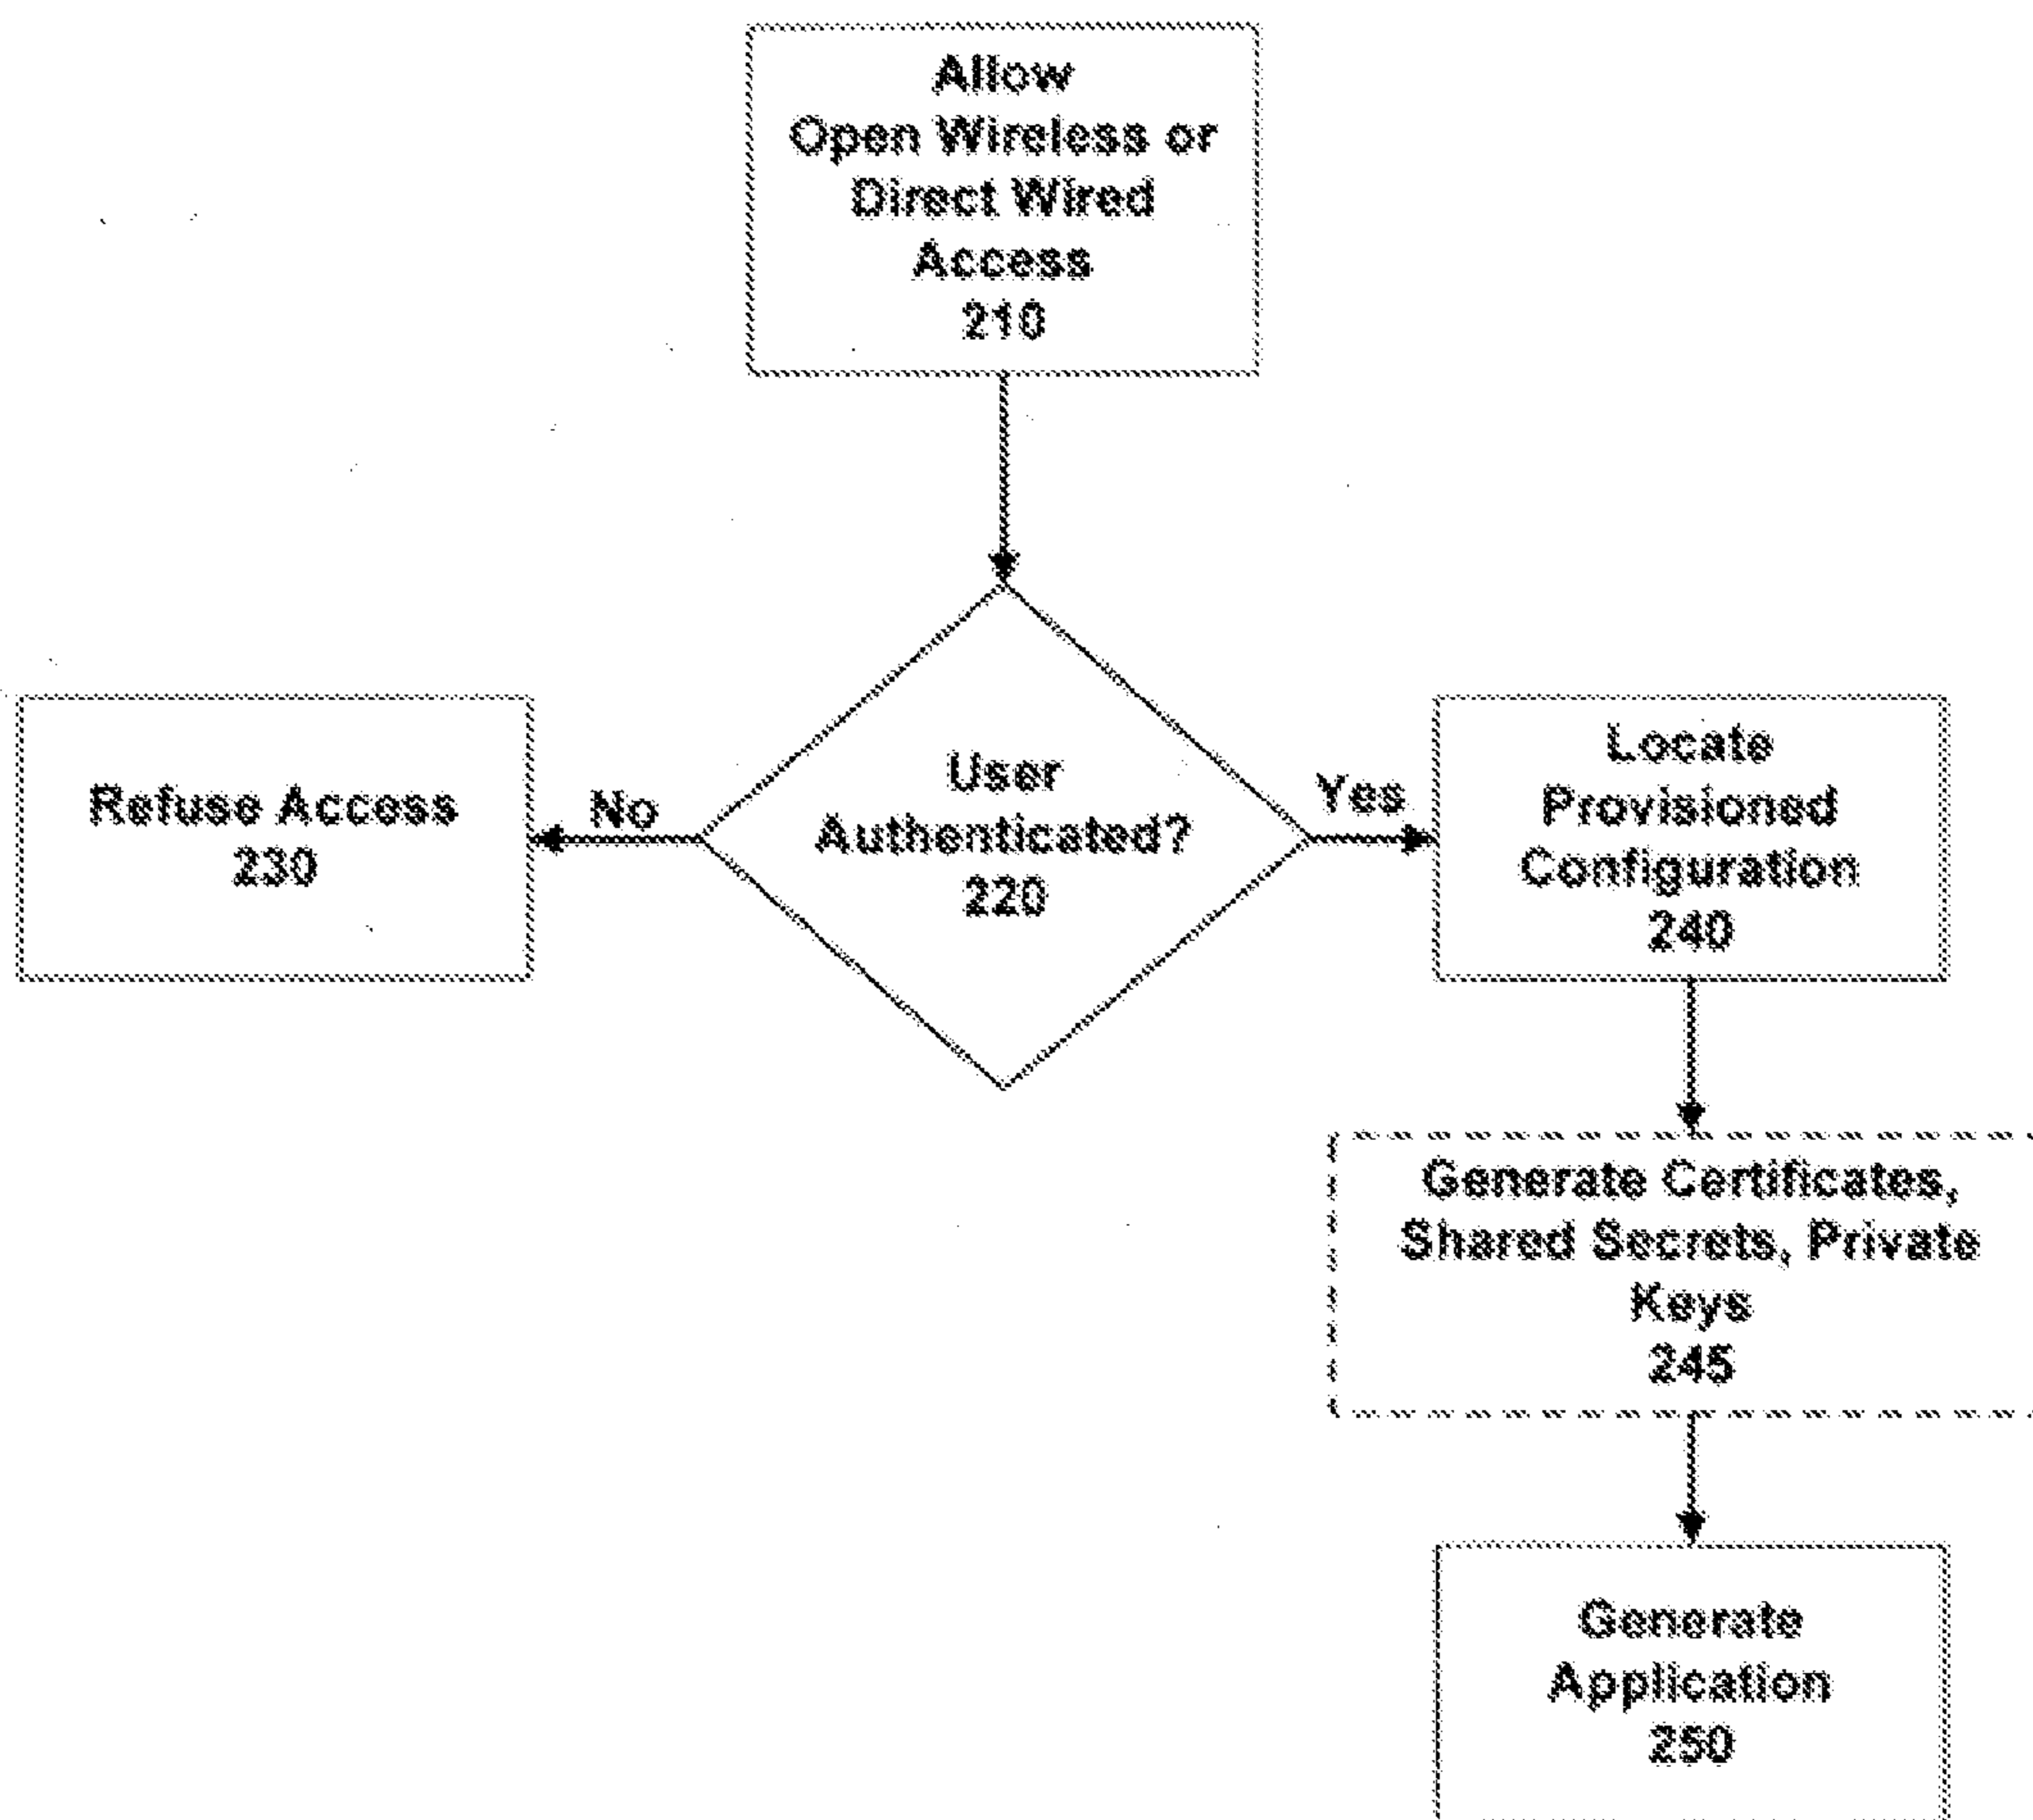 Allow
Open Wireless or
Direct Wired
Access
210
Refuse Access
230
No
User
Authenticated?
220
Yes
Locate
Provisioned
Configuration
240
Generate Certificates,
Shared Secrets, Private
Keys
245
Generate
Application
250